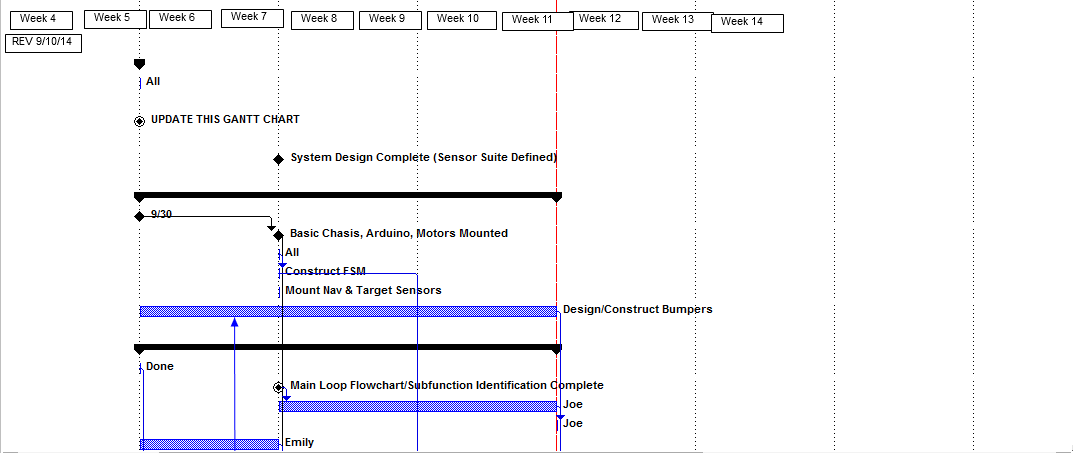 Week 4
Week 5
Week 6
Week 7
Week 8
Week 9
Week 10
Week 11
Week 12
Week 13
Week 14
REV 9/10/14
All
UPDATE THIS GANTT CHART
System Design Complete (Sensor Suite Defined)
9/30
Basic Chasis, Arduino, Motors Mounted
All
Construct FSM
Mount Nav & Target Sensors
Design/Construct Bumpers
Done
Main Loop Flowchart/Subfunction Identification Complete
Joe
Joe
Emily